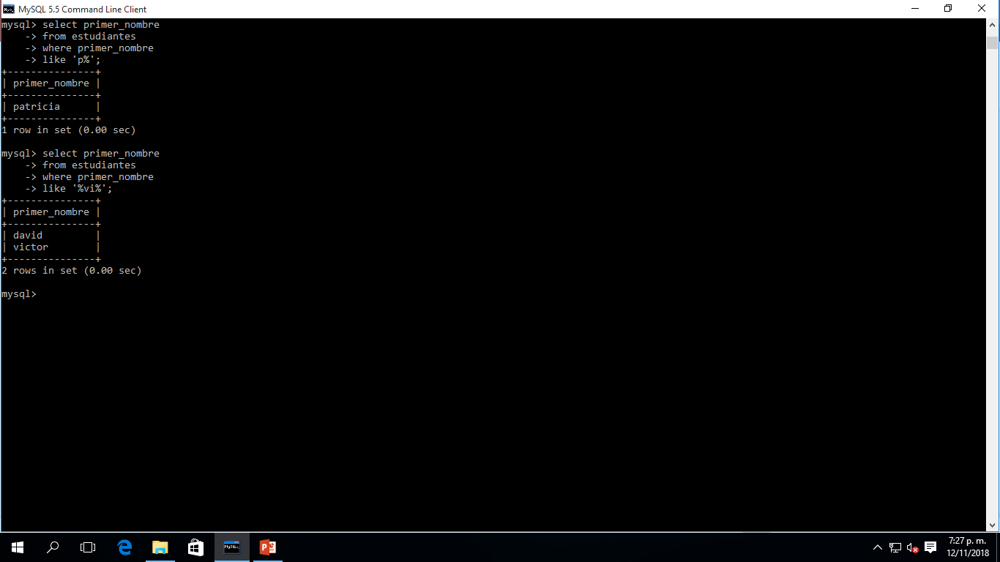 MySQL 5.5 Command Line Client
mysql> select primer_nombre
    -> from estudiantes
    -> where primer_nombre
    -> like 'p%';
+---------------+
| primer_nombre |
+---------------+
| patricia      |
+---------------+
1 row in set (0.00 sec)

mysql> select primer_nombre
    -> from estudiantes
    -> where primer_nombre
    -> like '%vi%';
+---------------+
| primer_nombre |
+---------------+
| david         |
| victor        |
+---------------+
2 rows in set (0.00 sec)

mysql>
7:27 p. m.
12/11/2018